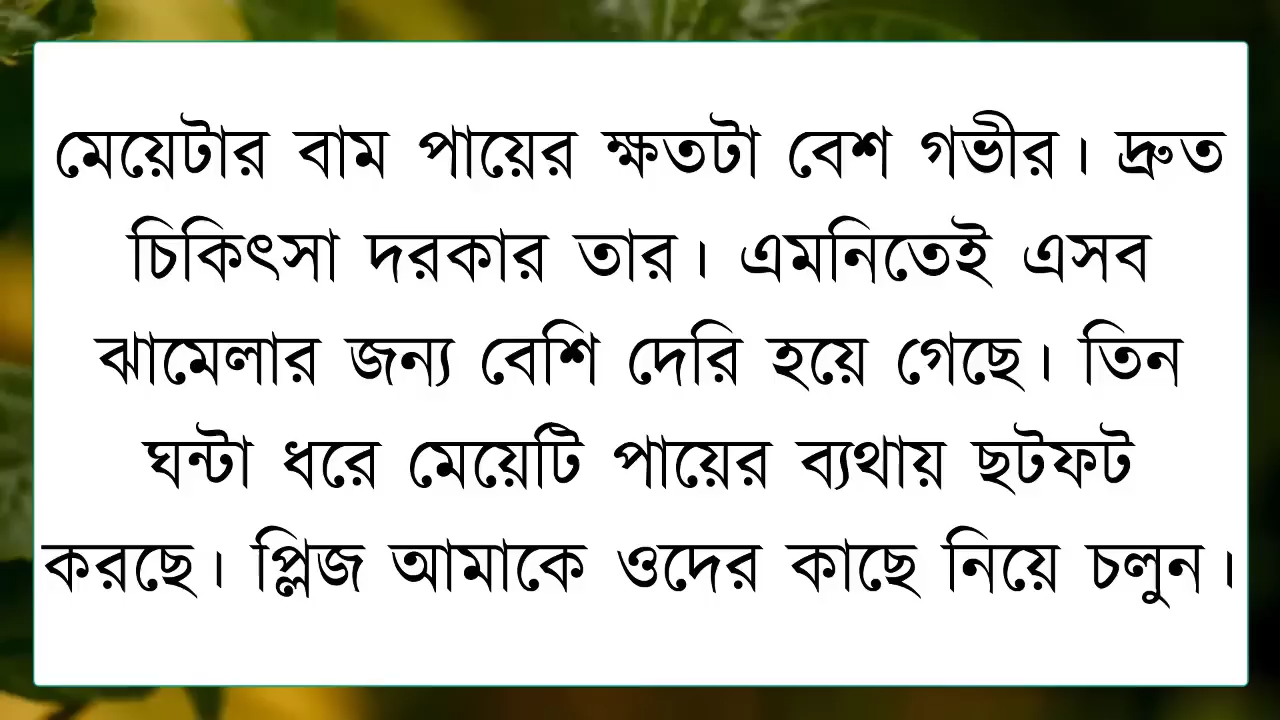 মেয়েটার বাম পায়ের ক্ষতটা বেশ গভীর। দ্রুত
চিকিৎসা দরকার তার। এমনিতেই এসব
ঝামেলার জন্য বেশি দেরি হয়ে গেছে। তিন
ঘন্টা ধরে মেয়েটি পায়ের ব্যথায় ছটফট
করছে। প্লিজ আমাকে ওদের কাছে নিয়ে চলুন।